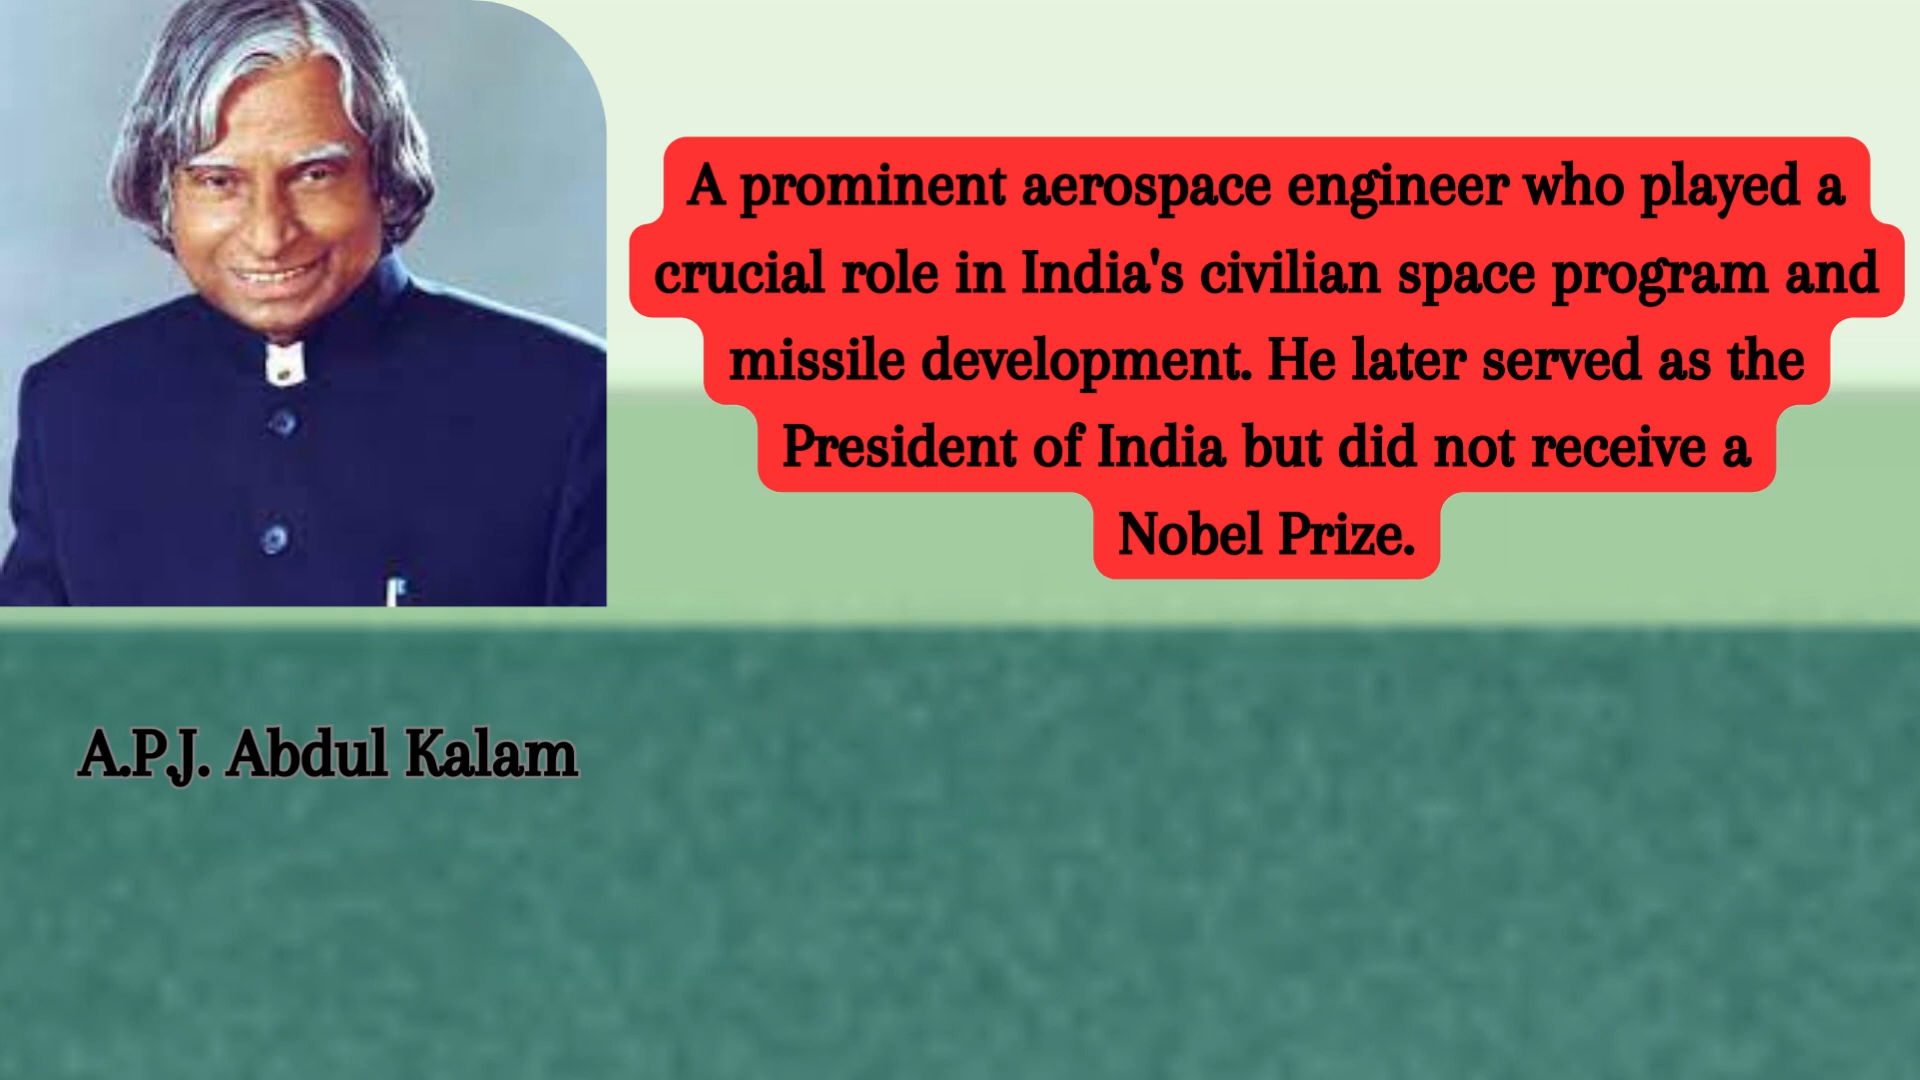 A prominent aerospace engineer who played a
crucial role in India's civilian space program and
missile development. He later served as the
President of India but did not receive a
Nobel Prize.
A.P.J. Abdul Kalam